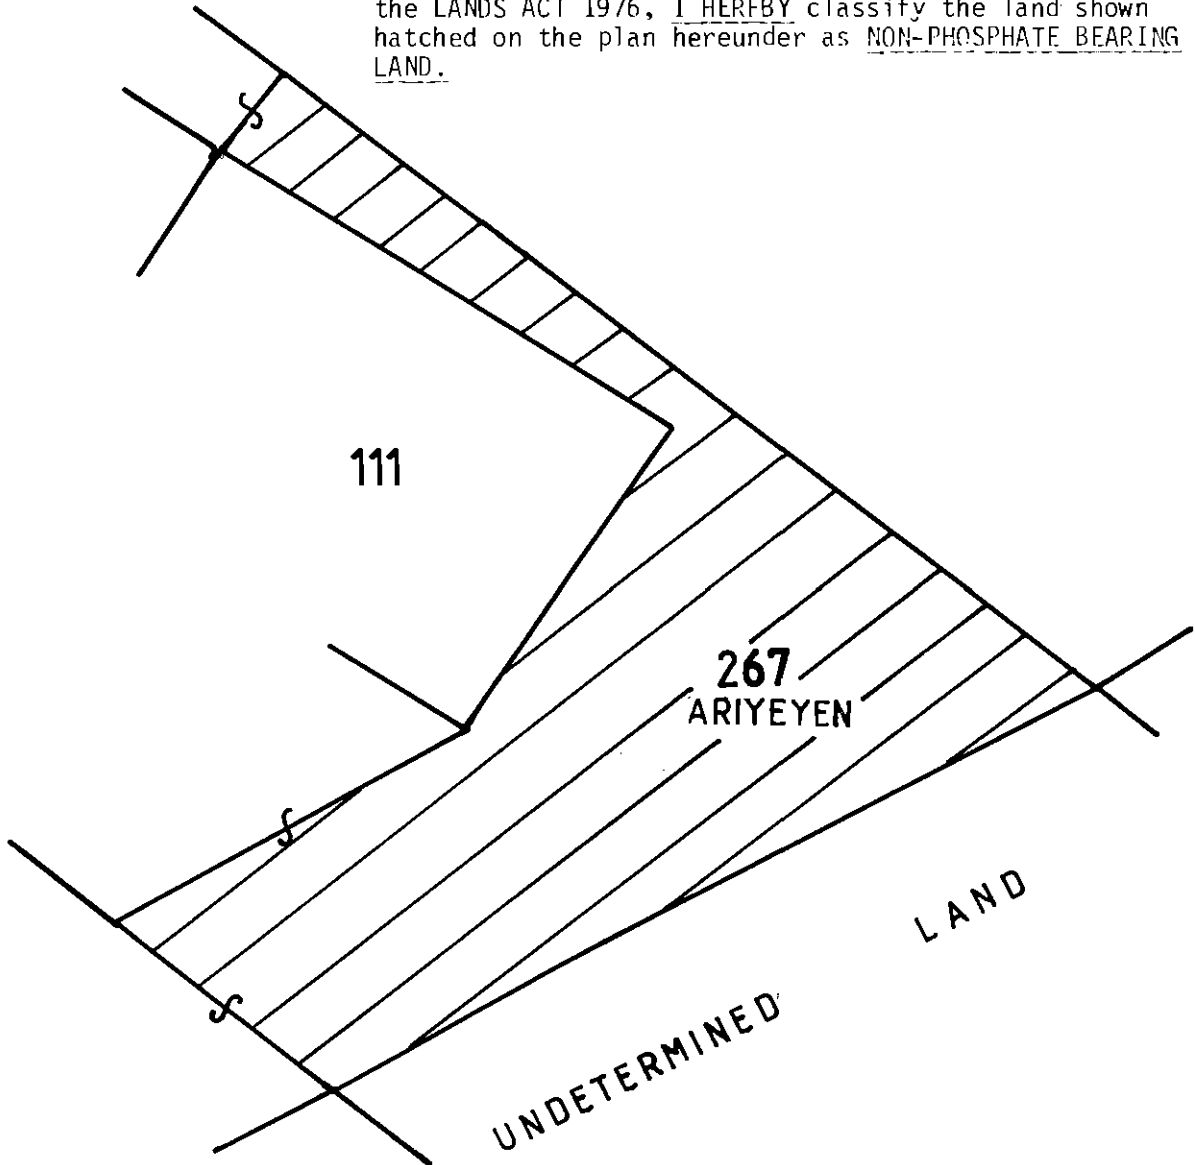 the LANDS ACT 1976, I HEREBY classify the land shown
hatched on the plan hereunder as NON-PHOSPHATE BEARING
LAND.
111
267
ARIYEYEN
LAND
UNDETERMINED